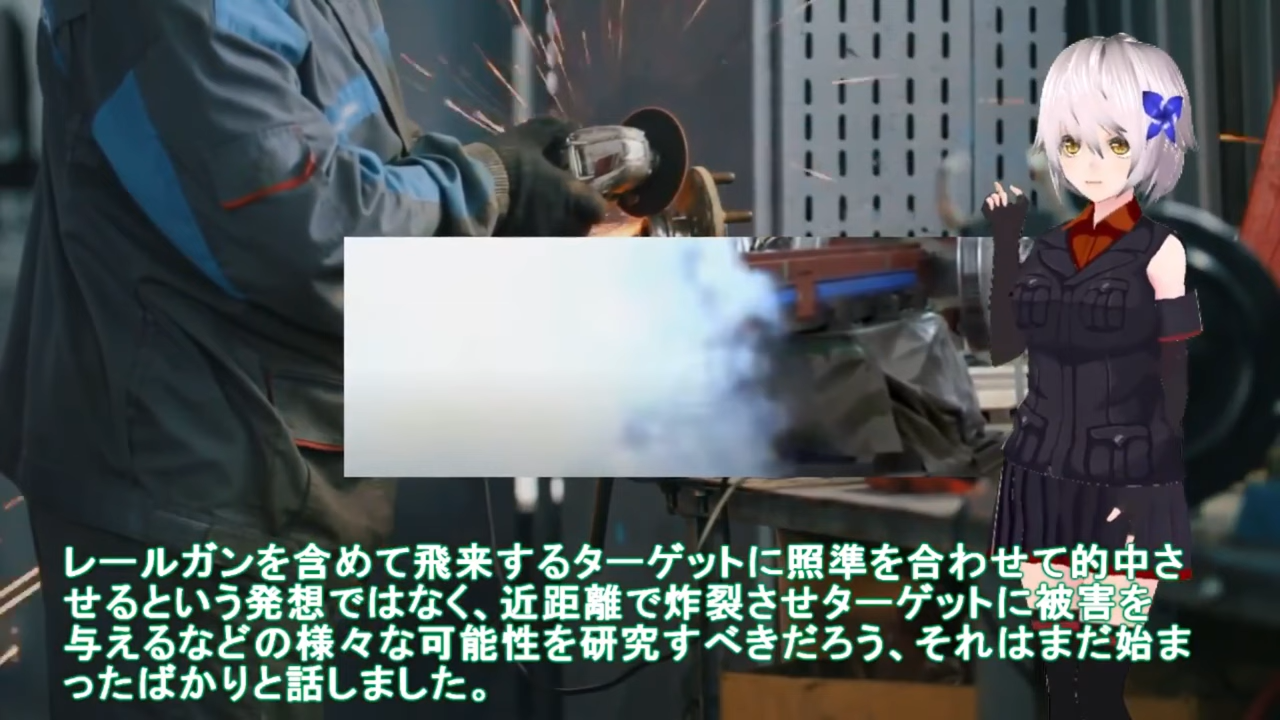 レールガンを含めて飛来するターゲットに照準を合わせて的中さ
せるという発想ではなく、近距離で炸裂させターゲットに被害を
与えるなどの様々な可能性を研究すべきだろう、それはまだ始ま
ったばかりと話しました。